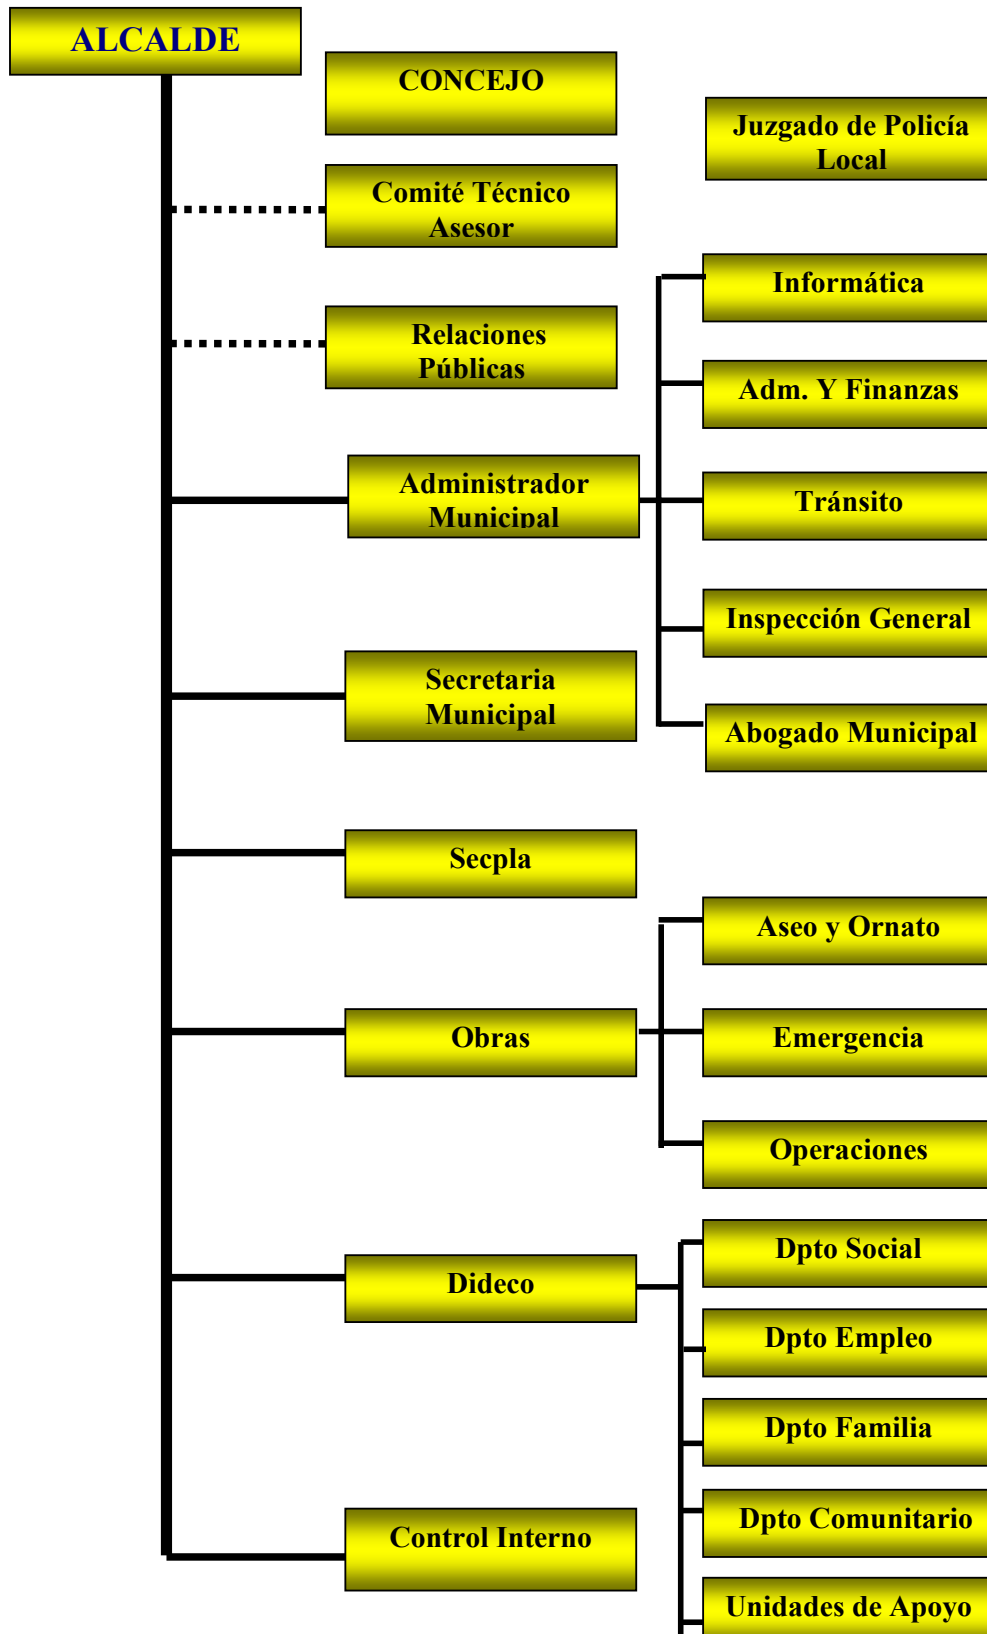 ALCALDE
CONCEJO
Juzgado de Policía
Local
Comité Técnico
Asesor
Informática
Relaciones
Públicas
Adm. Y Finanzas
Administrador
Municipal
Tránsito
Inspección General
Secretaria
Municipal
Abogado Municipal
Secpla
Aseo y Ornato
Obras
Emergencia
Operaciones
Dpto Social
Dideco
Dpto Empleo
Dpto Familia
Dpto Comunitario
Control Interno
Unidades de Apoyo